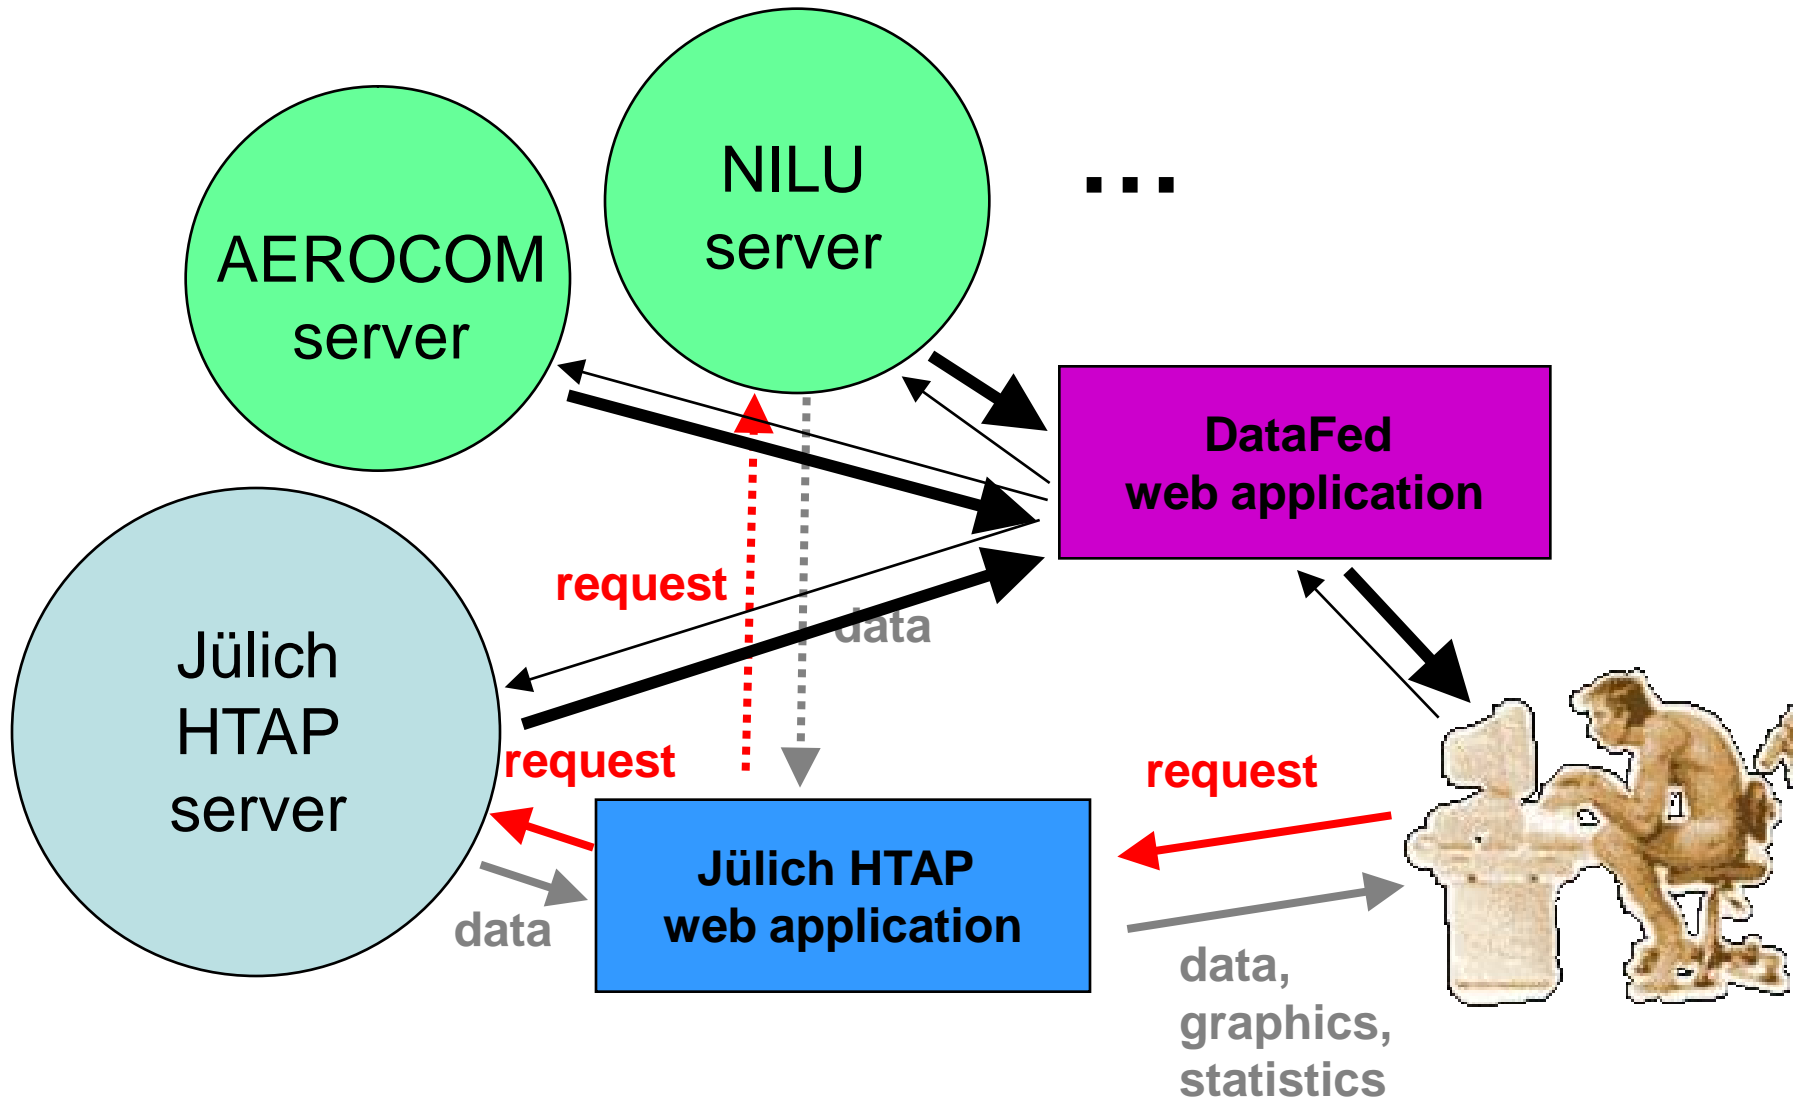 NILU
server
...
AEROCOM
server
DataFed
web application
request
data
Jülich
HTAP
server
request
request
Jülich HTAP
web application
data
data,
graphics,
statistics